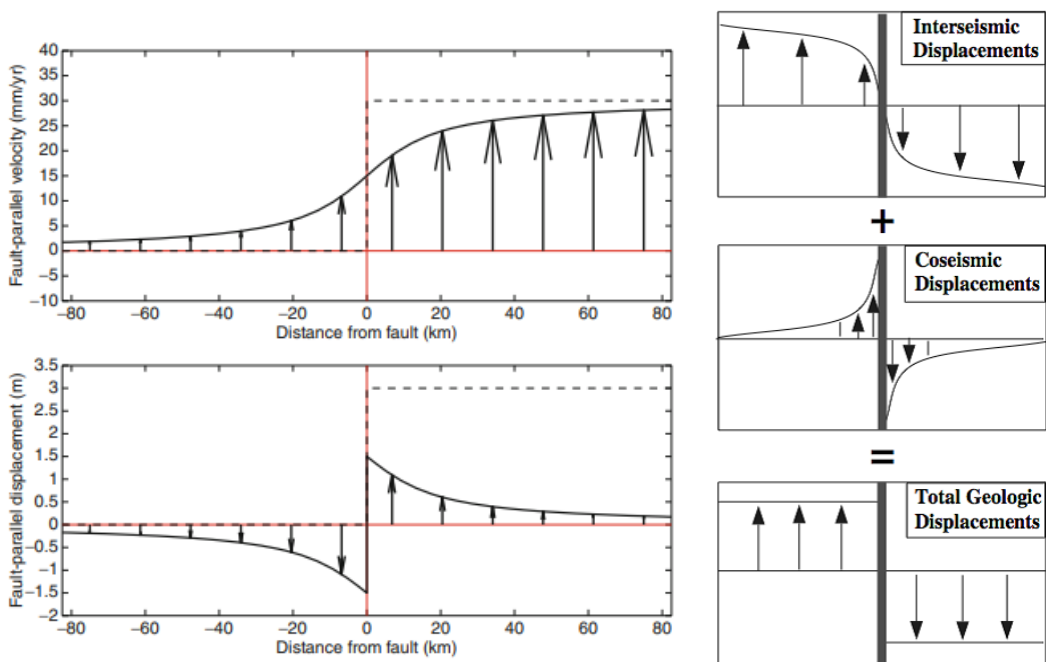 40
35
30
25
20
15
10
5
0
−5
−10
Fault-parallel velocity (mm/yr)
−80 −60 −40 −20 0 20 40 60 80
Distance from fault (km)
3.5
3
2.5
2
1.5
1
0.5
0
−0.5
−1
−1.5
−2
Fault-parallel displacement (m)
−80 −60 −40 −20 0 20 40 60 80
Distance from fault (km)
Interseismic
Displacements
+
Coseismic
Displacements
=
Total Geologic
Displacements